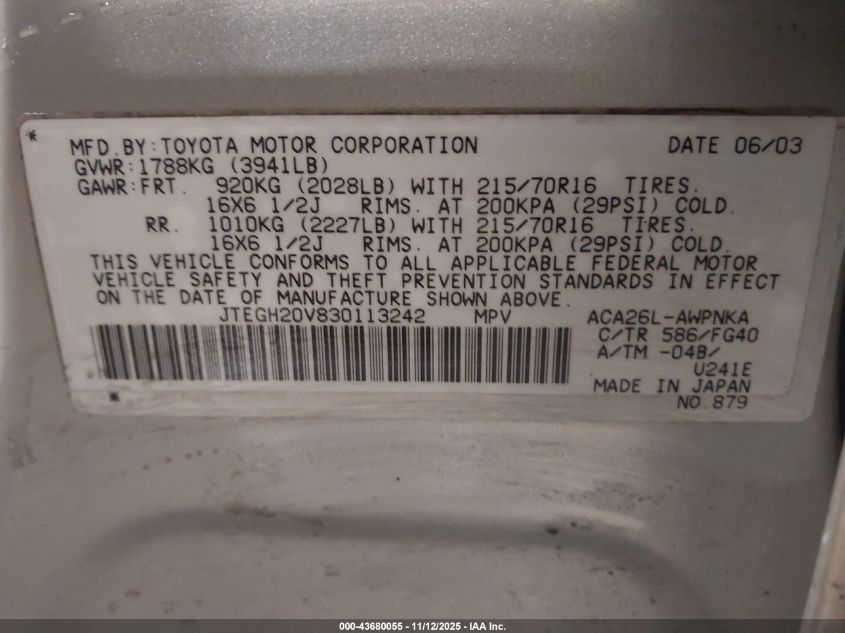 MFD.BY:TOYOTA MOTOR CORPORATION DATE 06/03
GVWR:1788KG (3941LB)
GAWR:FRT. 920KG (2028LB) WITH 215/70R16 TIRES.
16X6 1/2J RIMS. AT 200KPA (29PSI) COLD.
RR. 1010KG (2227LB) WITH 215/70R16 TIRES.
16X6 1/2J RIMS. AT 200KPA (29PSI) COLD.
THIS VEHICLE CONFORMS TO ALL APPLICABLE FEDERAL MOTOR
VEHICLE SAFETY AND THEFT PREVENTION STANDARDS IN EFFECT
ON THE DATE OF MANUFACTURE SHOWN ABOVE.
JTEGH20V830113242 MPV ACA26L-AWPNKA
C/TR 586/FG40
A/TM -04B/
U241E
MADE IN JAPAN
NO.879
000-43680055 - 11/12/2025 - IAA Inc.